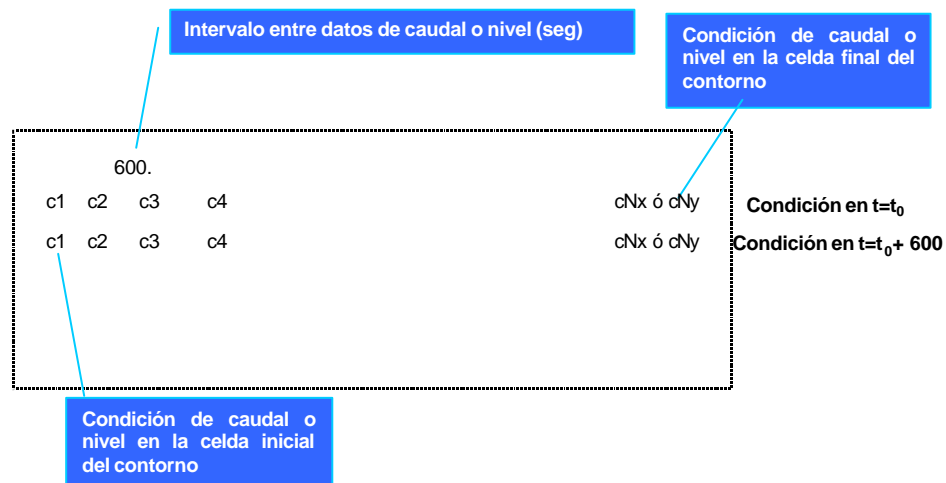 Intervalo entre datos de caudal o nivel (seg)
Condición de caudal o
nivel en la celda final del
contorno
600.
c1 c2 c3 c4 cNx ó cNy Condición en t=t0
c1 c2 c3 c4 cNx ó cNy Condición en t=t0+ 600
Condición de caudal o
nivel en la celda inicial
del contorno